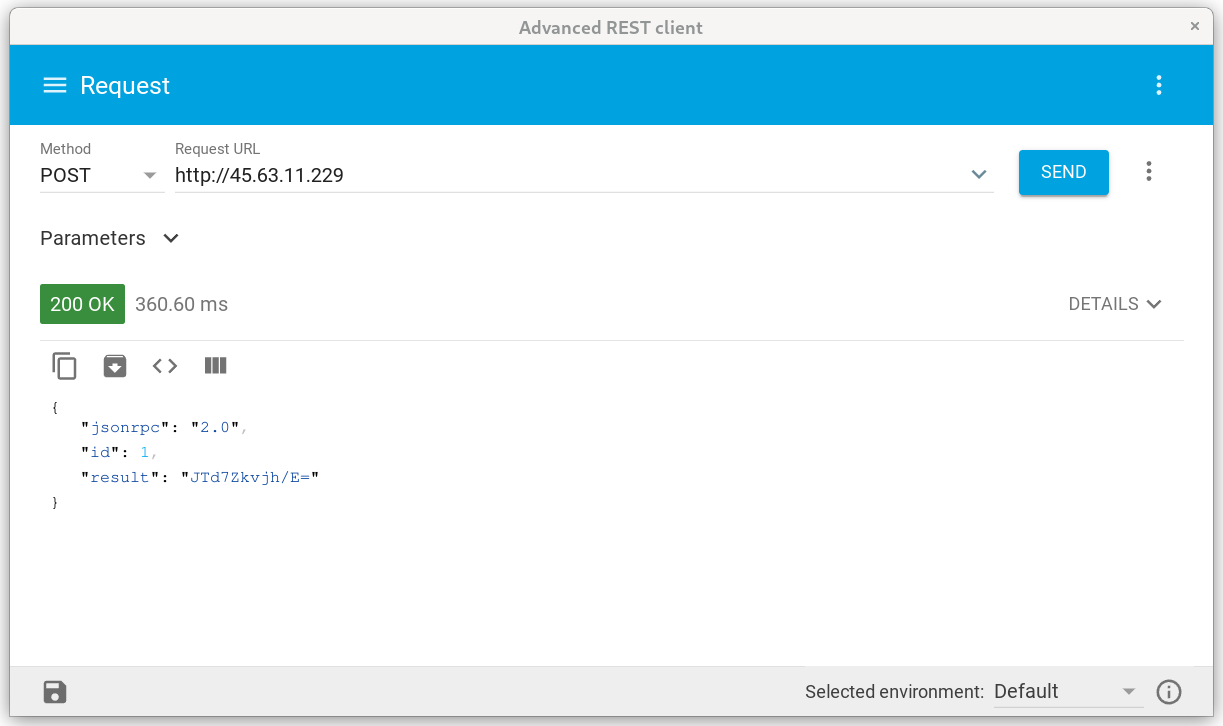 Advanced REST client
Request
Method
Request URL
POST
http://45.63.11.229
SEND
Parameters
200 OK
360.60 ms
DETAILS
{
"jsonrpc": "2.0",
"id": 1,
"result": "JTd7Zkvjh/E="
}
Selected environment:
Default